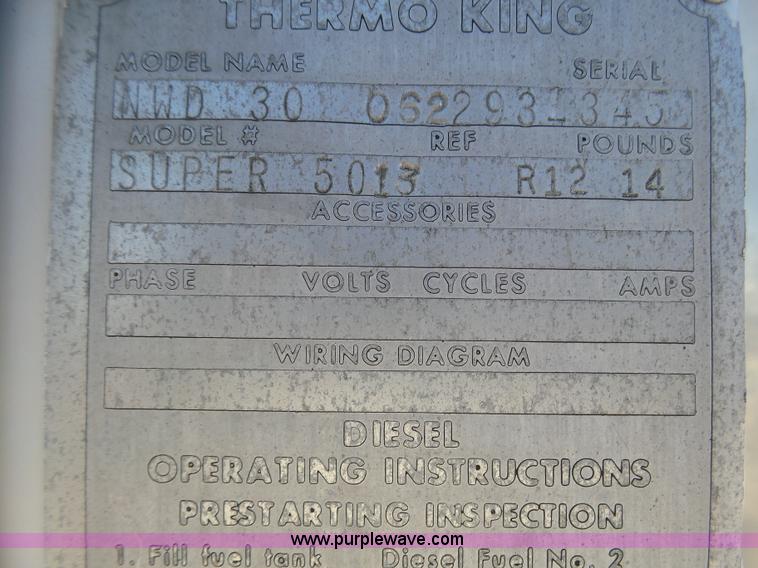 THERMO KING
MODEL NAME SERIAL
NWD 30
MODEL # REF POUNDS
SUPER 5013 R12 14
ACCESSORIES
PHASE VOLTS CYCLES AMPS
WIRING DIAGRAM
DIESEL
OPERATING INSTRUCTIONS
PRESTARTING INSPECTION
www.purplewave.com
1. Fill fuel tank Diesel Fuel No. 2